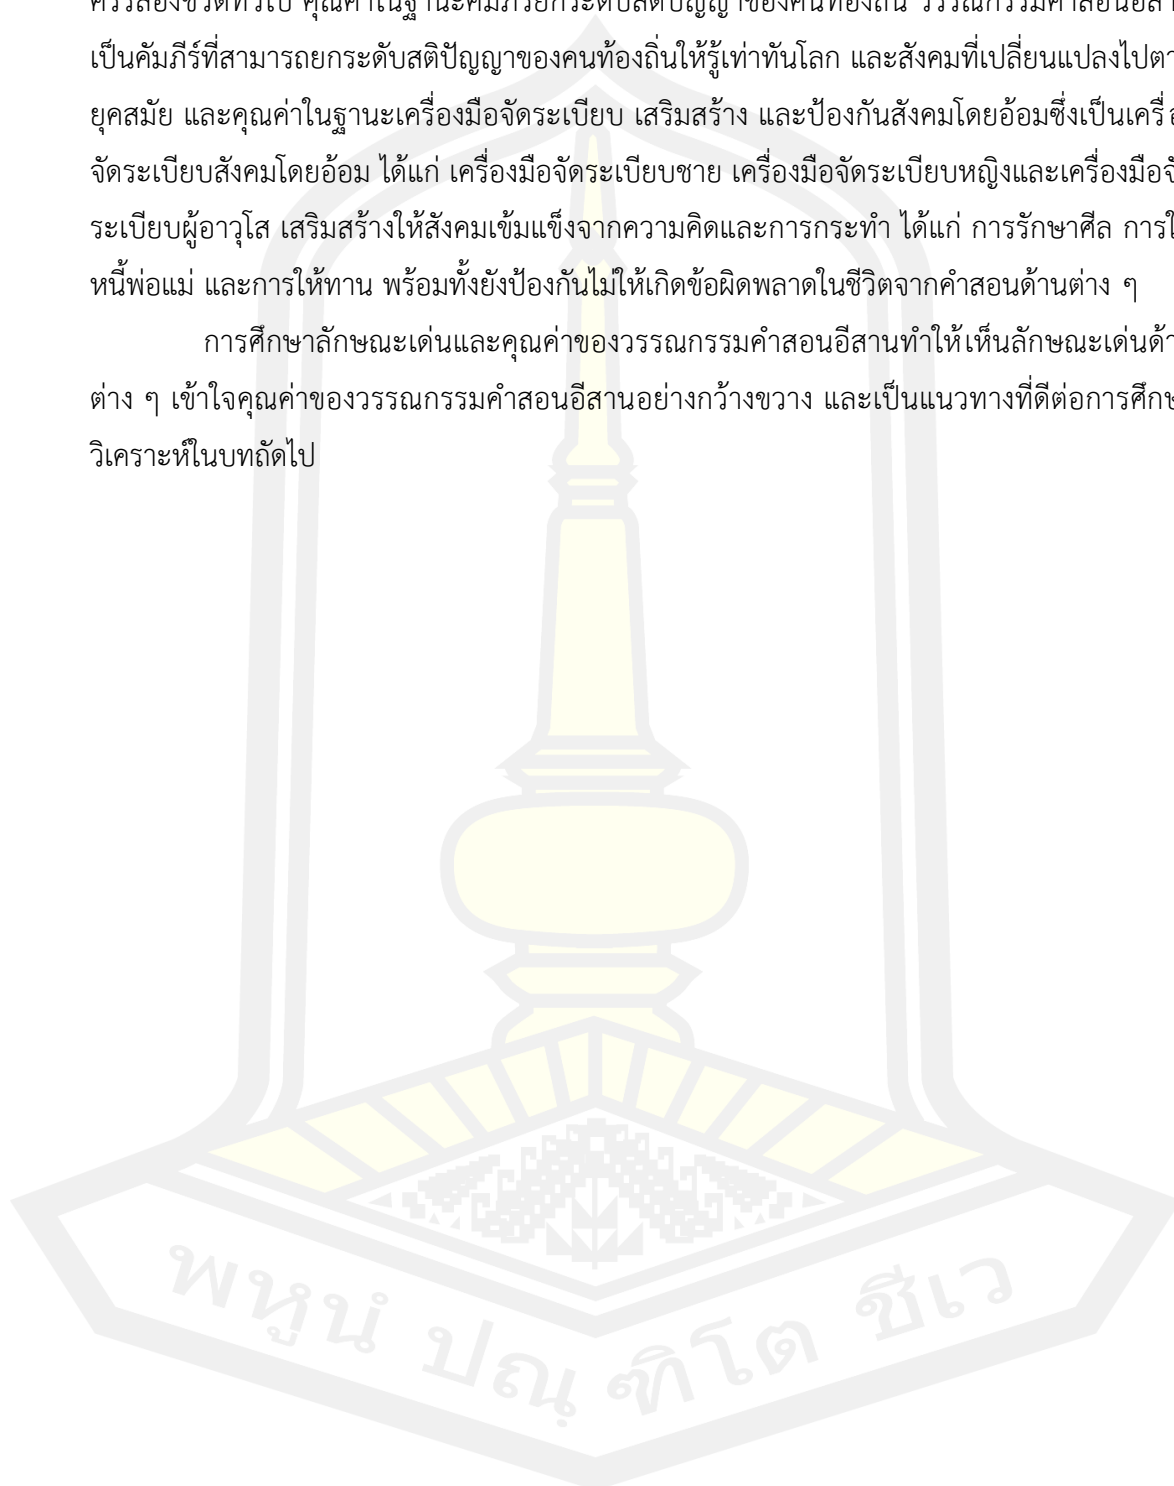 เป็นคัมภีร์ที่สามารถยกระดับสติปัญญาของคนท้องถิ่นให้รู้เท่าทันโลก และสังคมที่เปลี่ยนแปลงไปตา
ยุคสมัย และคุณค่าในฐานะเครื่องมือจัดระเบียบ เสริมสร้าง และป้องกันสังคมโดยอ้อมซึ่งเป็นเครื่อ
จัดระเบียบสังคมโดยอ้อม ได้แก่ เครื่องมือจัดระเบียบชาย เครื่องมือจัดระเบียบหญิงและเครื่องมือจั
ระเบียบผู้อาวุโส เสริมสร้างให้สังคมเข้มแข็งจากความคิดและการกระทำ ได้แก่ การรักษาศีล การใ
หนี้พ่อแม่ และการให้ทาน พร้อมทั้งยังป้องกันไม่ให้เกิดข้อผิดพลาดในชีวิตจากคำสอนด้านต่าง ๆ
การศึกษาลักษณะเด่นและคุณค่าของวรรณกรรมคำสอนอีสานทำให้เห็นลักษณะเด่นด้า
ต่าง ๆ เข้าใจคุณค่าของวรรณกรรมคำสอนอีสานอย่างกว้างขวาง และเป็นแนวทางที่ดีต่อการศึกษ
วิเคราะห์ในบทถัดไป
พหูนํ ปณฺฑิโต ชีเว